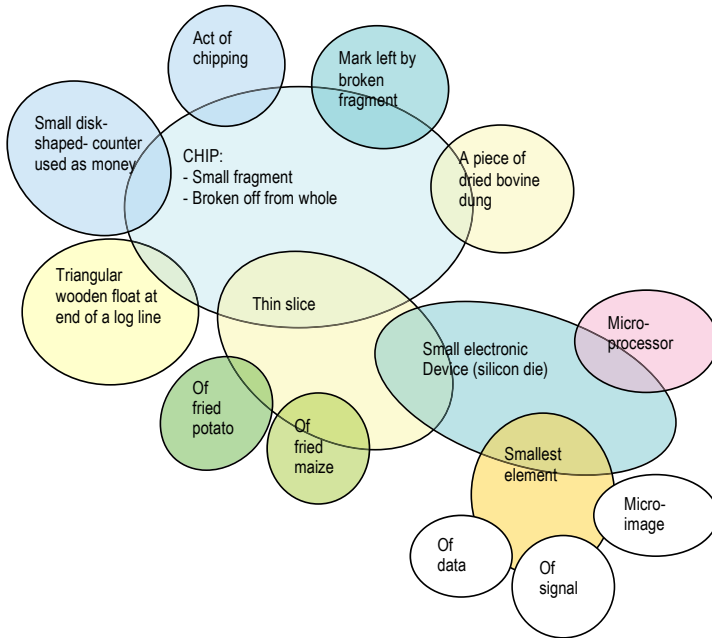 Act of
chipping
Mark left by
broken
fragment
Small disk-
shaped- counter
used as money
CHIP:
- Small fragment
- Broken off from whole
A piece of
dried bovine
dung
Triangular
wooden float at
end of a log line
Thin slice
Micro-
processor
Small electronic
Device (silicon die)
Of
fried
potato
Of
fried
maize
Smallest
element
Micro-
image
Of
data
Of
signal